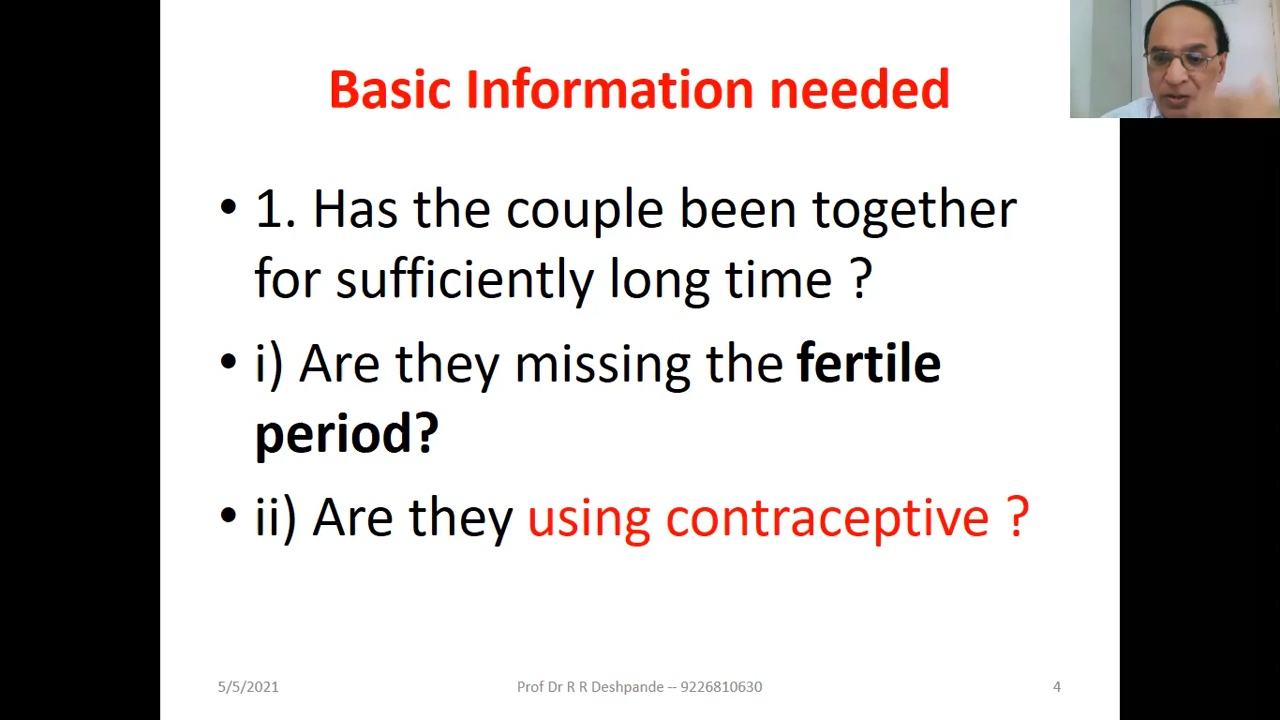 Basic Information needed
• 1. Has the couple been together
for sufficiently long time ?
• i) Are they missing the fertile
period?
• ii) Are they using contraceptive ?
5/5/2021 Prof Dr R R Deshpande -- 9226810630 4